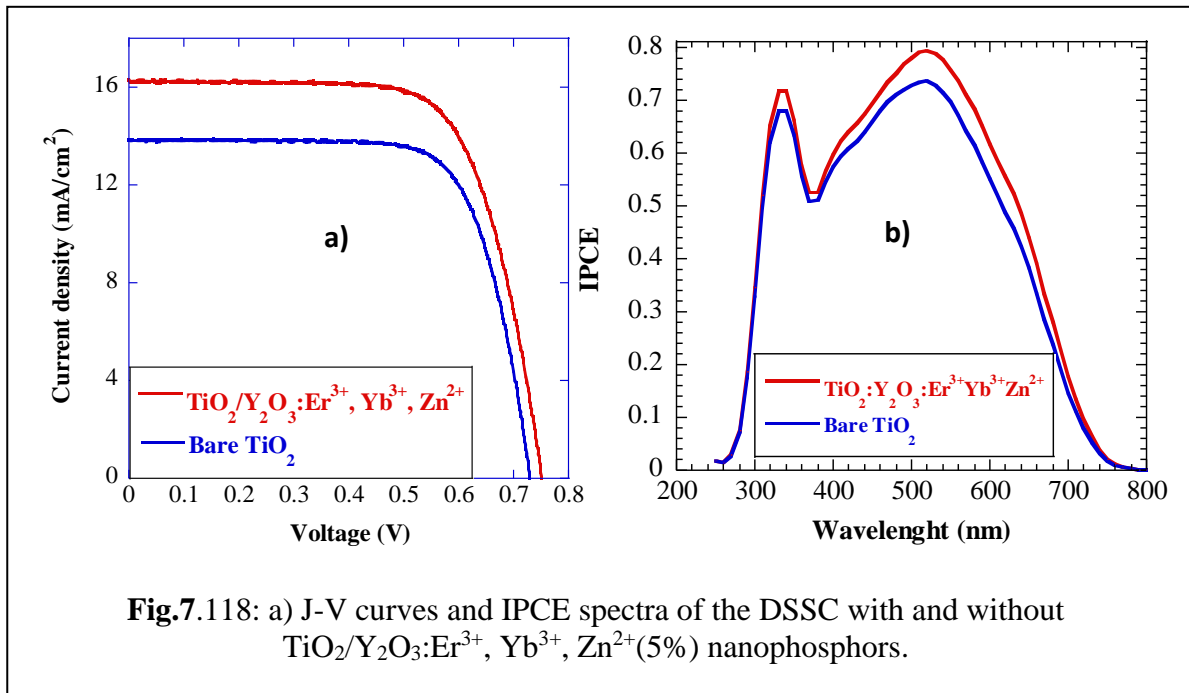 16
12
8
4
0
0
0.1
0.2
0.3
0.4
0.5
0.6
0.7
0.8
Current density (mA/cm²)
Voltage (V)
a)
TiO₂/Y₂O₃:Er³⁺, Yb³⁺, Zn²⁺
Bare TiO₂
0.8
0.7
0.6
0.5
0.4
0.3
0.2
0.1
0
200
300
400
500
600
700
800
IPCE
Wavelenght (nm)
b)
TiO₂:Y₂O₃:Er³⁺Yb³⁺Zn²⁺
Bare TiO₂
Fig.7.118: a) J-V curves and IPCE spectra of the DSSC with and without
TiO₂/Y₂O₃:Er³⁺, Yb³⁺, Zn²⁺(5%) nanophosphors.